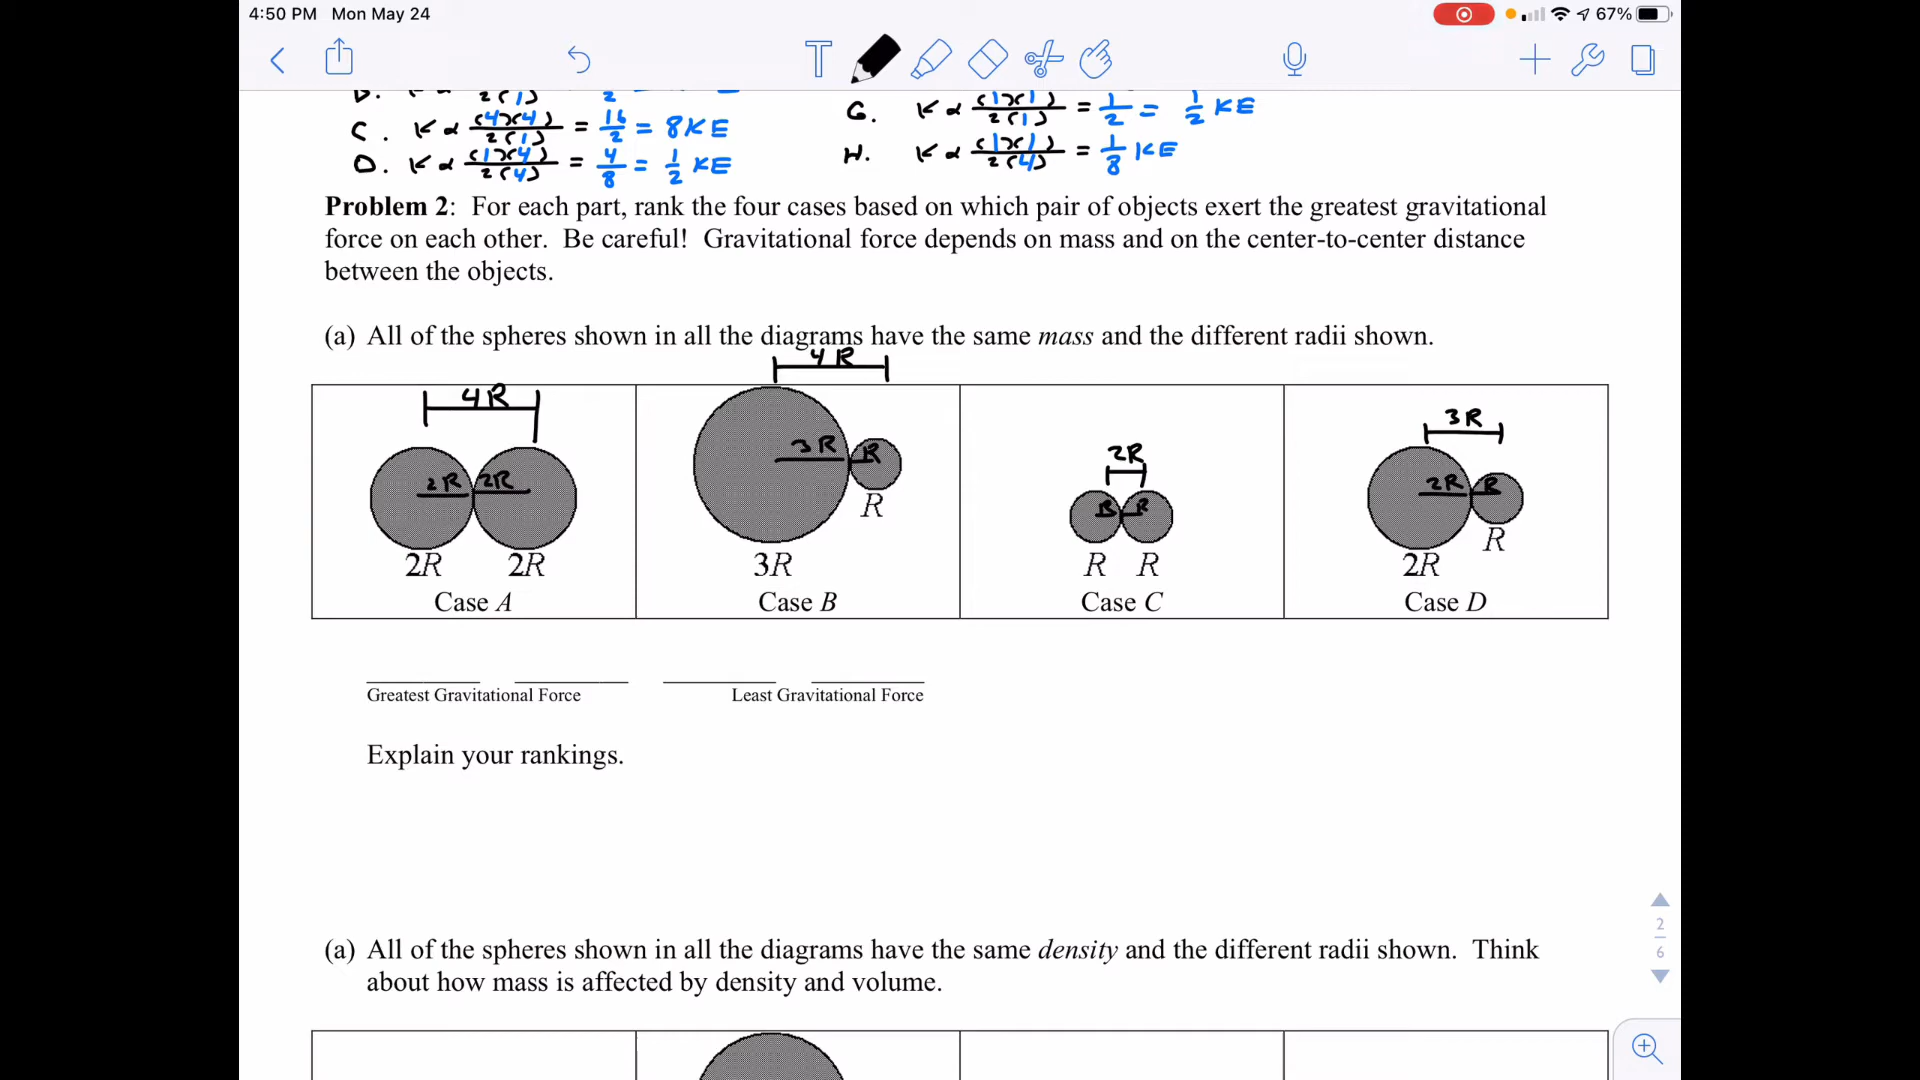 4:50 PM Mon May 24
67%
C. K α (4)(4) / 2(1) = 16/2 = 8KE
D. K α (1)(4) / 2(4) = 4/8 = 1/2 KE
G. K α (1)(1) / 2(1) = 1/2 = 1/2 KE
H. K α (1)(1) / 2(4) = 1/8 KE
Problem 2: For each part, rank the four cases based on which pair of objects exert the greatest gravitational
force on each other. Be careful! Gravitational force depends on mass and on the center-to-center distance
between the objects.
(a) All of the spheres shown in all the diagrams have the same mass and the different radii shown.
4R
2R 2R
2R 2R
Case A
4R
3R R
R
3R
Case B
2R
R R
R R
Case C
3R
2R R
R
2R
Case D
Greatest Gravitational Force Least Gravitational Force
Explain your rankings.
(a) All of the spheres shown in all the diagrams have the same density and the different radii shown. Think
about how mass is affected by density and volume.
2
6